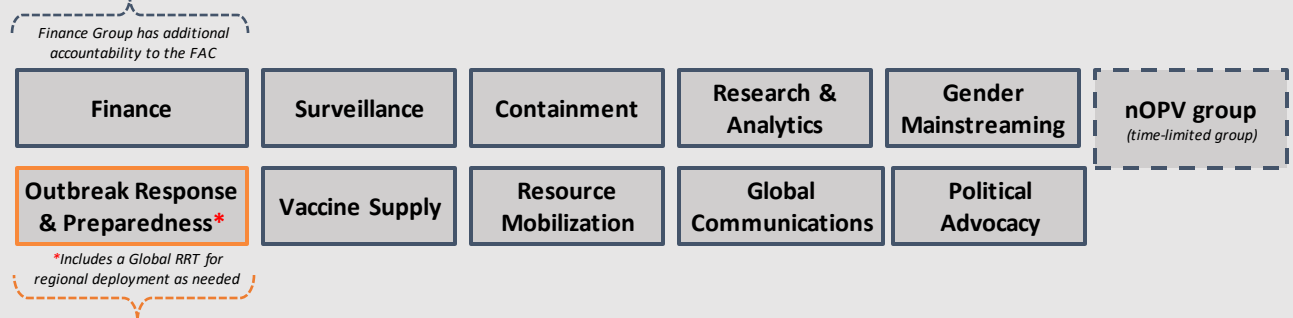 Finance Group has additional
accountability to the FAC
Finance
Surveillance
Containment
Research &
Analytics
Gender
Mainstreaming
nOPV group
(time-limited group)
Outbreak Response
& Preparedness*
Vaccine Supply
Resource
Mobilization
Global
Communications
Political
Advocacy
*Includes a Global RRT for
regional deployment as needed